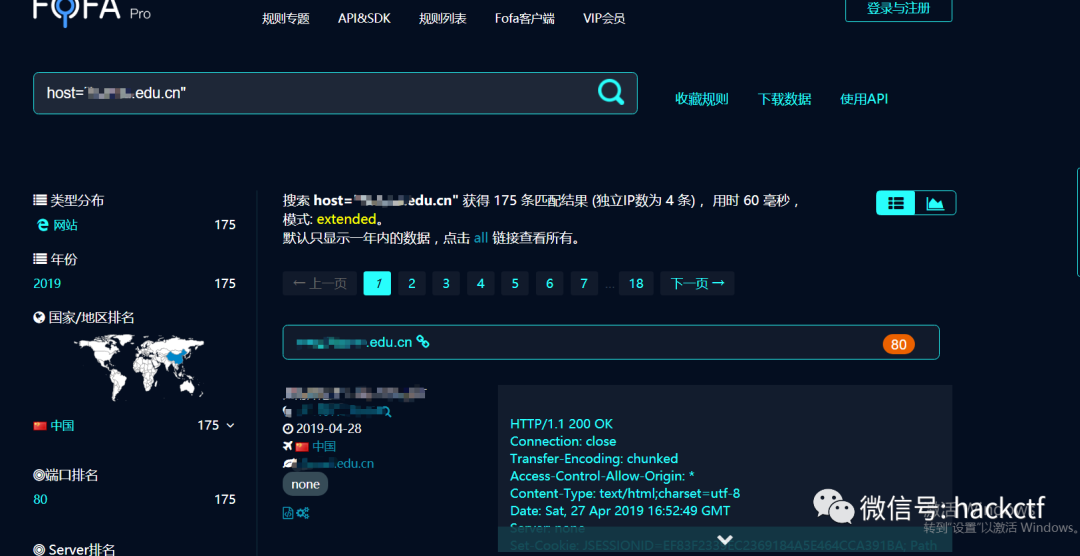 FOFA Pro
规则专题 API&SDK 规则列表 Fofa客户端 VIP会员
登录与注册
host=" .edu.cn"
收藏规则 下载数据 使用API
类型分布
网站 175
年份
2019 175
国家/地区排名
中国 175
端口排名
80 175
Server排名
搜索 host=" .edu.cn" 获得 175 条匹配结果 (独立IP数为 4 条) ，用时 60 毫秒，
模式: extended。
默认只显示一年内的数据，点击 all 链接查看所有。
←上一页 1 2 3 4 5 6 7 ... 18 下一页→
.edu.cn 80
2019-04-28
中国
.edu.cn
none
HTTP/1.1 200 OK
Connection: close
Transfer-Encoding: chunked
Access-Control-Allow-Origin: *
Content-Type: text/html;charset=utf-8
Date: Sat, 27 Apr 2019 16:52:49 GMT
Server: none
Set-Cookie: Path
微信号: hackctf
激活 Windows
转到"设置"以激活 Windows。